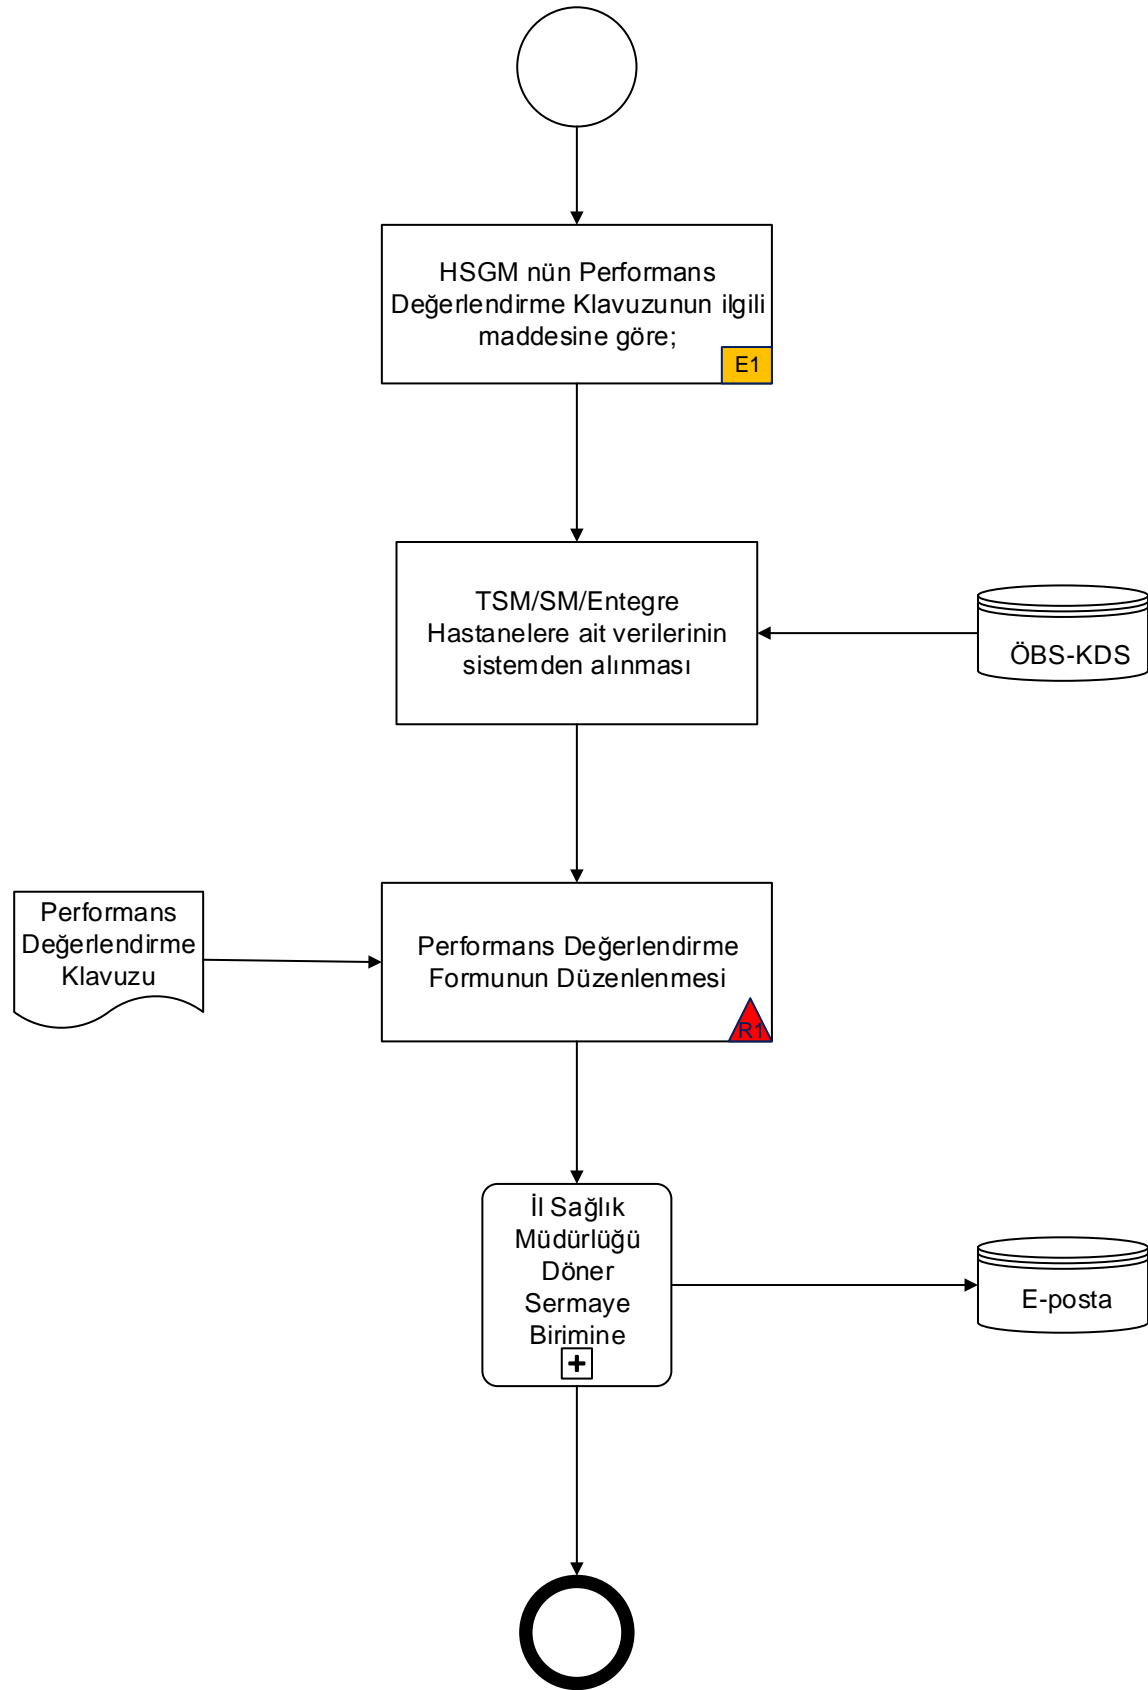 HSGM nün Performans
Değerlendirme Klavuzunun ilgili
maddesine göre;
E1
TSM/SM/Entegre
Hastanelere ait verilerinin
sistemden alınması
ÖBS-KDS
Performans
Değerlendirme
Klavuzu
Performans Değerlendirme
Formunun Düzenlenmesi
R1
İl Sağlık
Müdürlüğü
Döner
Sermaye
Birimine
E-posta